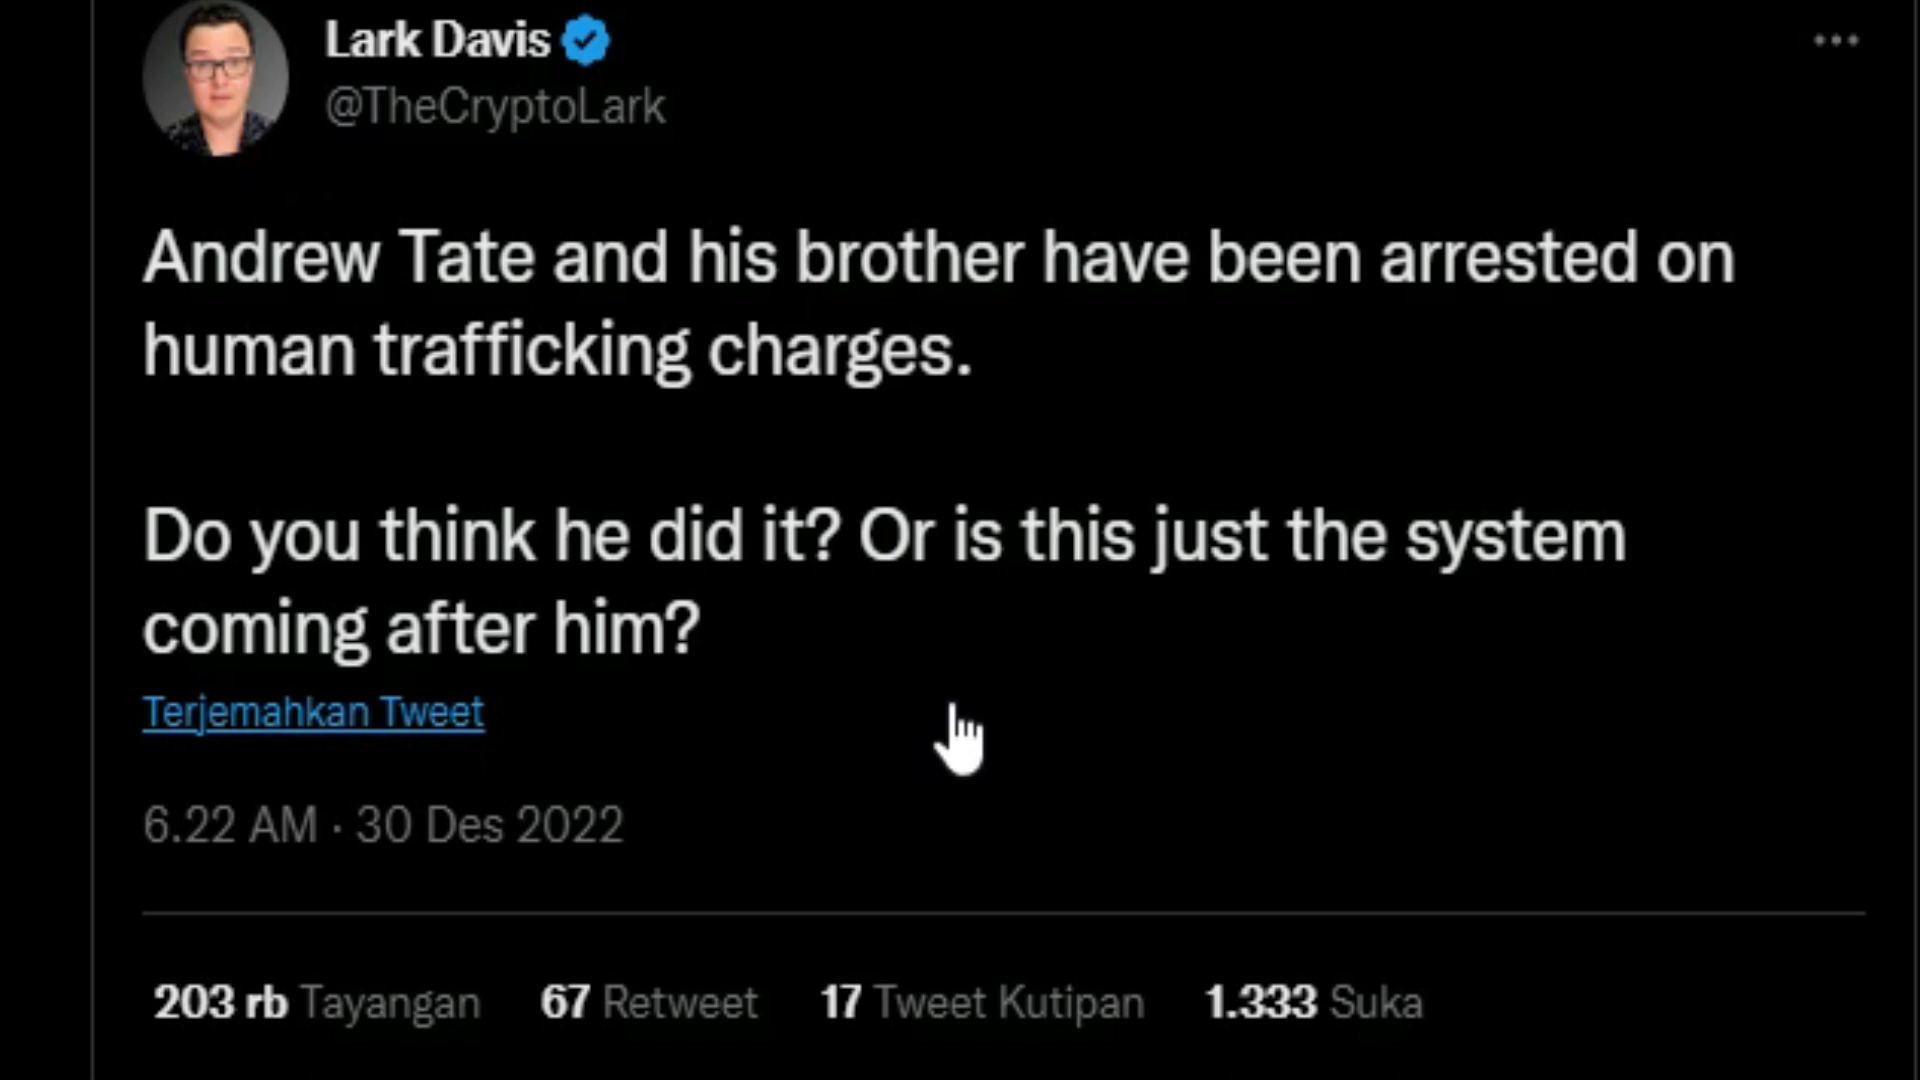 Lark Davis
@TheCryptoLark
Andrew Tate and his brother have been arrested on
human trafficking charges.
Do you think he did it? Or is this just the system
coming after him?
Terjemahkan Tweet
6.22 AM · 30 Des 2022
203 rb Tayangan 67 Retweet 17 Tweet Kutipan 1.333 Suka